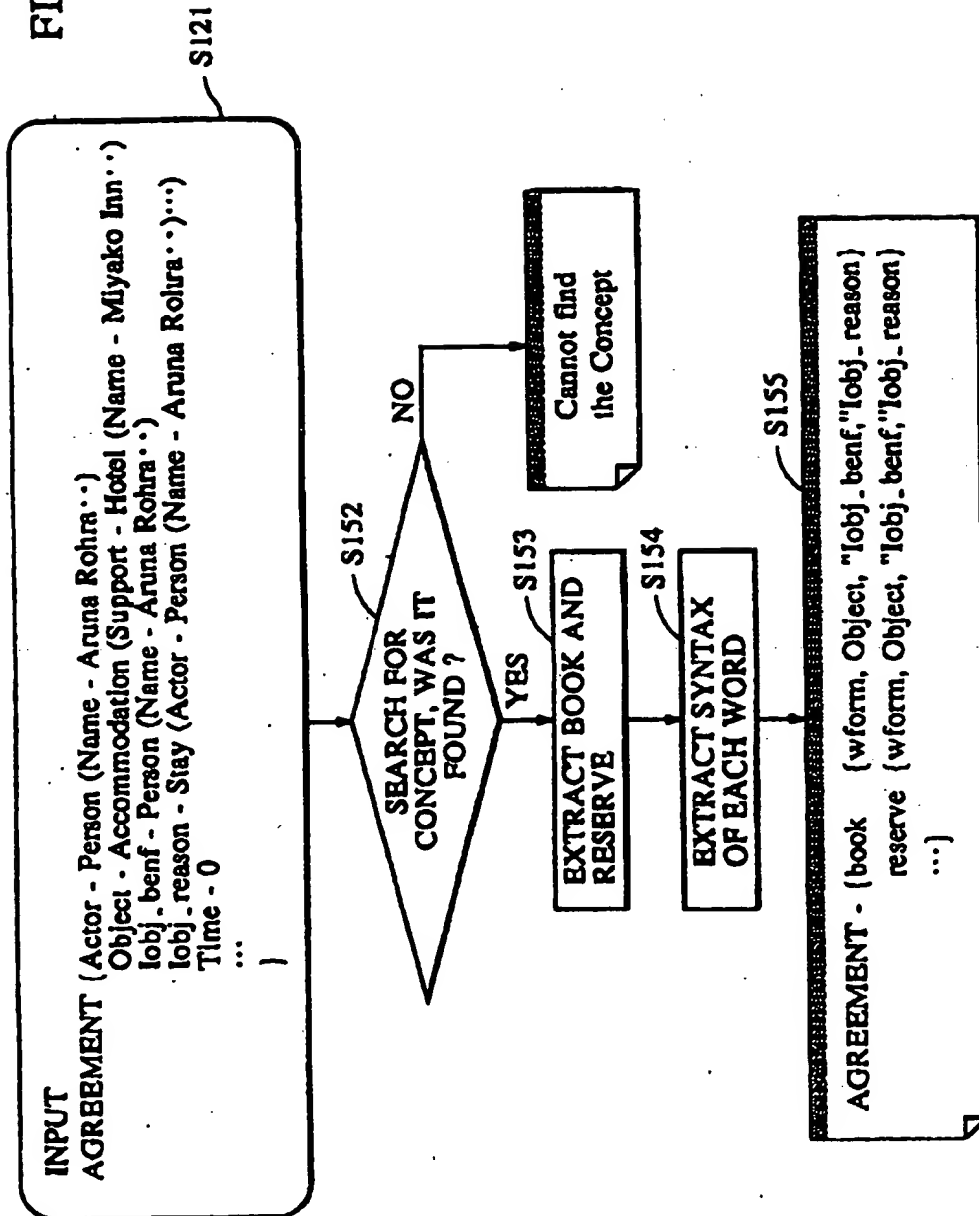 FI
S121
INPUT
AGREEMENT {Actor - Person (Name - Aruna Rohra··)
Object - Accommodation (Support - Hotel (Name - Miyako Inn··)
Iobj_benf - Person (Name - Aruna Rohra··)
Iobj_reason - Stay (Actor - Person (Name - Aruna Rohra··)···)
Time - 0
···
}
S152
SEARCH FOR
CONCEPT, WAS IT
FOUND ?
NO
Cannot find
the Concept
YES
S153
EXTRACT BOOK AND
RESERVE
S154
EXTRACT SYNTAX
OF EACH WORD
S155
AGREEMENT - {book {wform, Object, "Iobj_benf,"Iobj_reason}
reserve {wform, Object, "Iobj_benf,"Iobj_reason}
···}